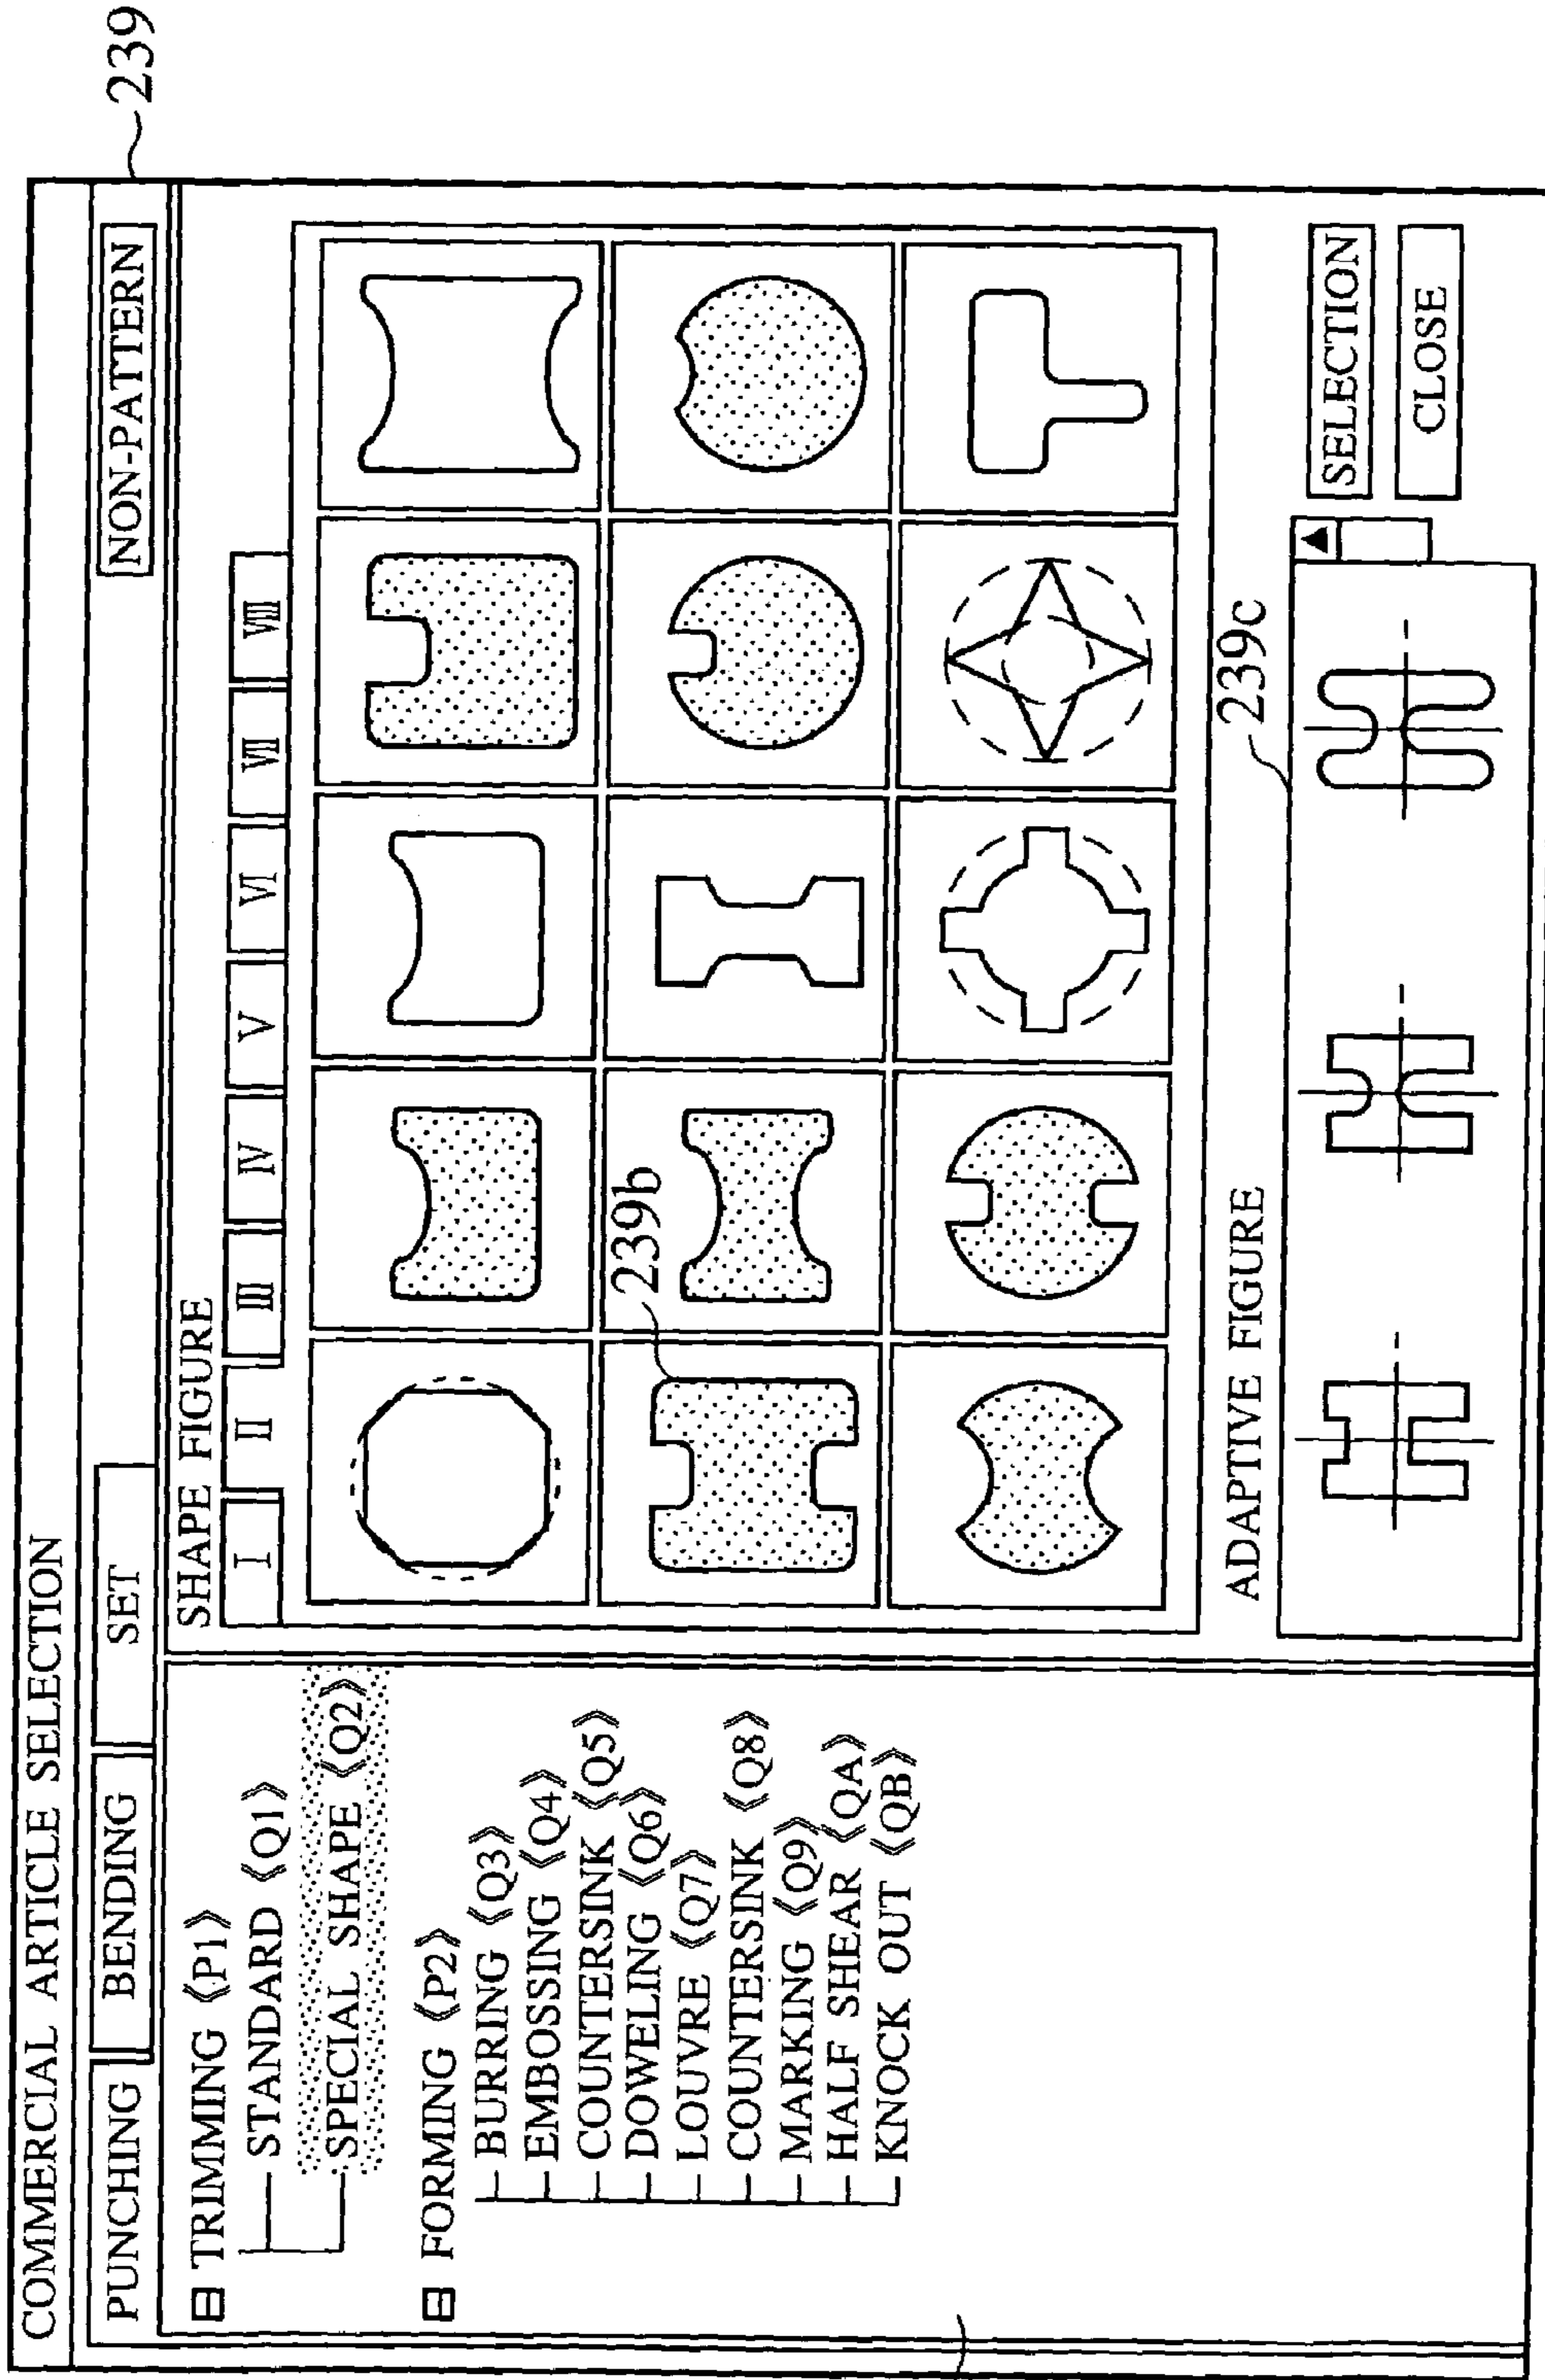 COMMERCIAL ARTICLE SELECTION
PUNCHING BENDING SET NON-PATTERN
239
TRIMMING 《P1》
STANDARD 《Q1》
SPECIAL SHAPE 《Q2》
FORMING 《P2》
BURRING 《Q3》
EMBOSSING 《Q4》
COUNTERSINK 《Q5》
DOWELING 《Q6》
LOUVRE 《Q7》
COUNTERSINK 《Q8》
MARKING 《Q9》
HALF SHEAR 《QA》
KNOCK OUT 《QB》
SHAPE FIGURE
I II III IV V VI VII VIII
239b
ADAPTIVE FIGURE
239c
SELECTION
CLOSE